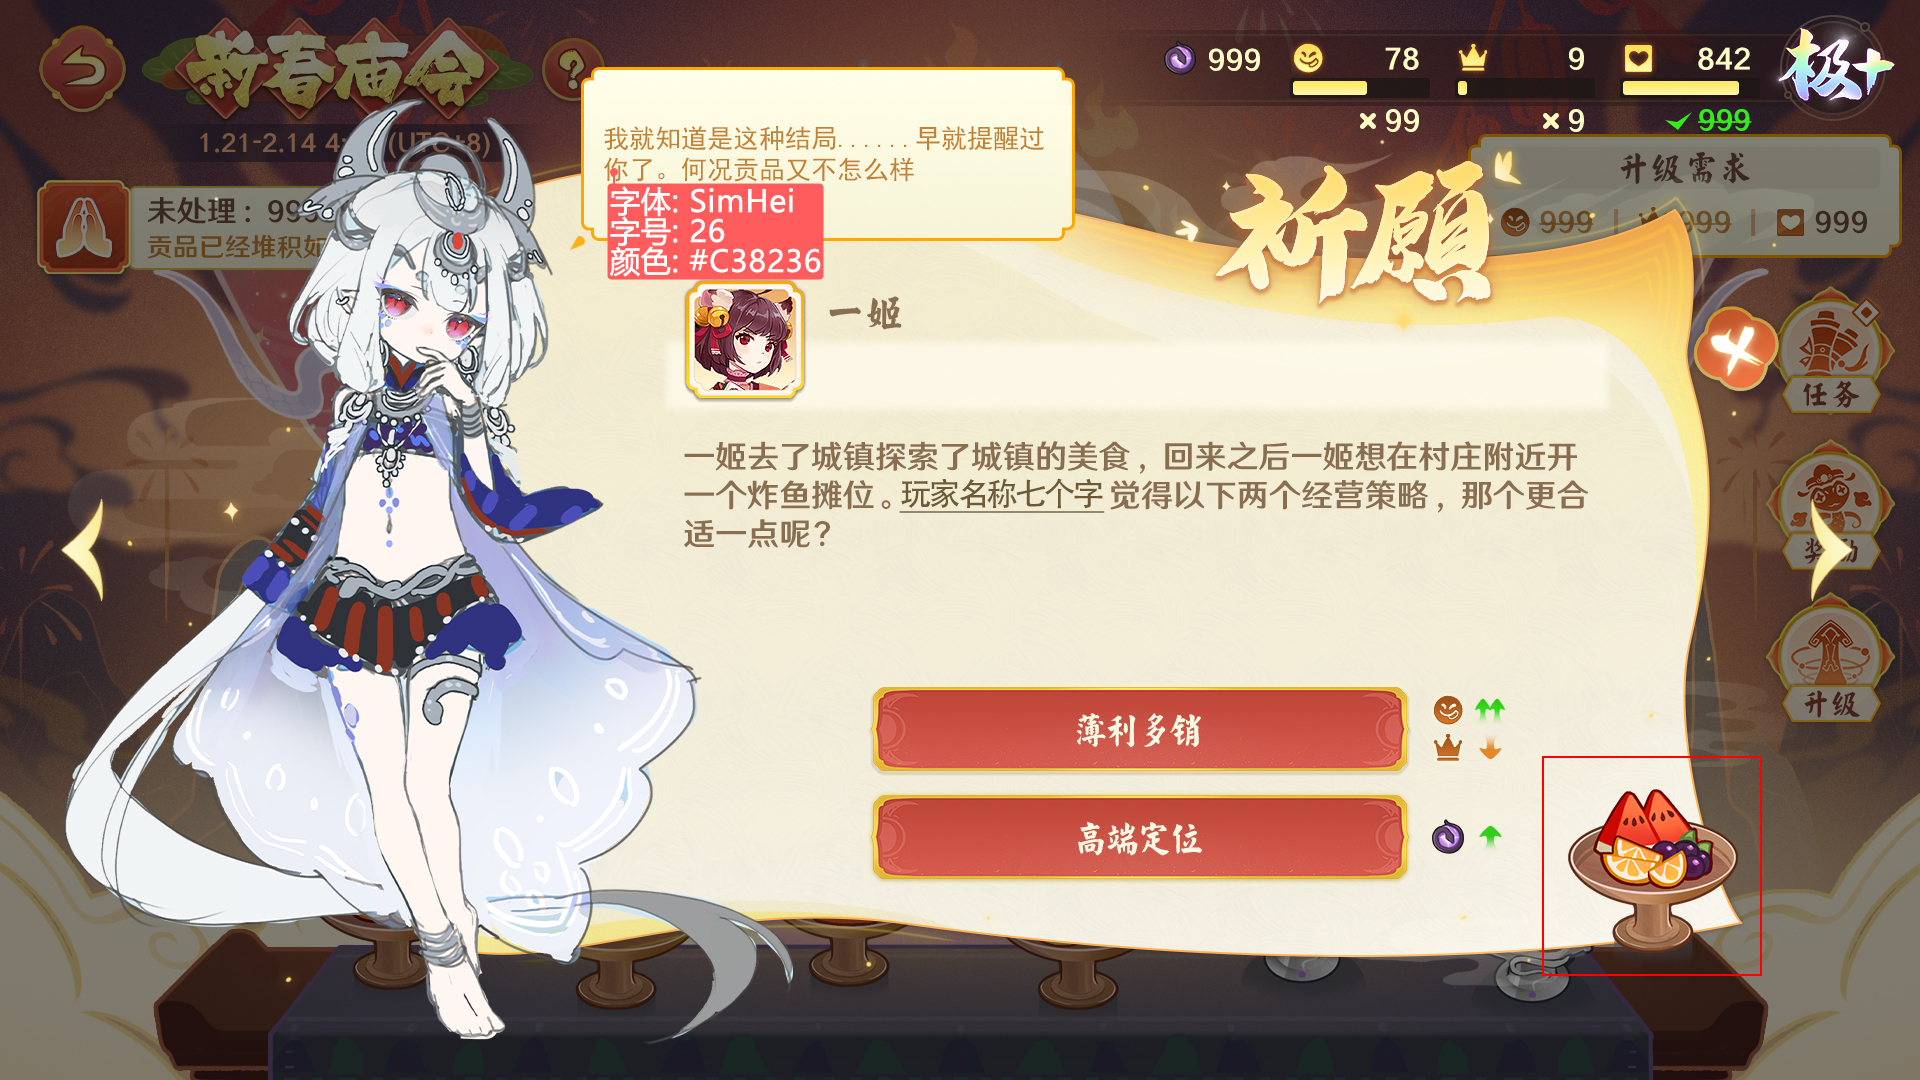 新春庙会
?
1.21-2.14 4: (UTC+8)
未处理：99
贡品已经堆积如
999
78
9
842
极+
×99
×9
999
升级需求
999 | 999 | 999
我就知道是这种结局......早就提醒过
你了。何况贡品又不怎么样
字体: SimHei
字号: 26
颜色: #C38236
祈願
一姬
一姬去了城镇探索了城镇的美食，回来之后一姬想在村庄附近开
一个炸鱼摊位。玩家名称七个字 觉得以下两个经营策略，那个更合
适一点呢？
薄利多销
高端定位
任务
奖励
升级